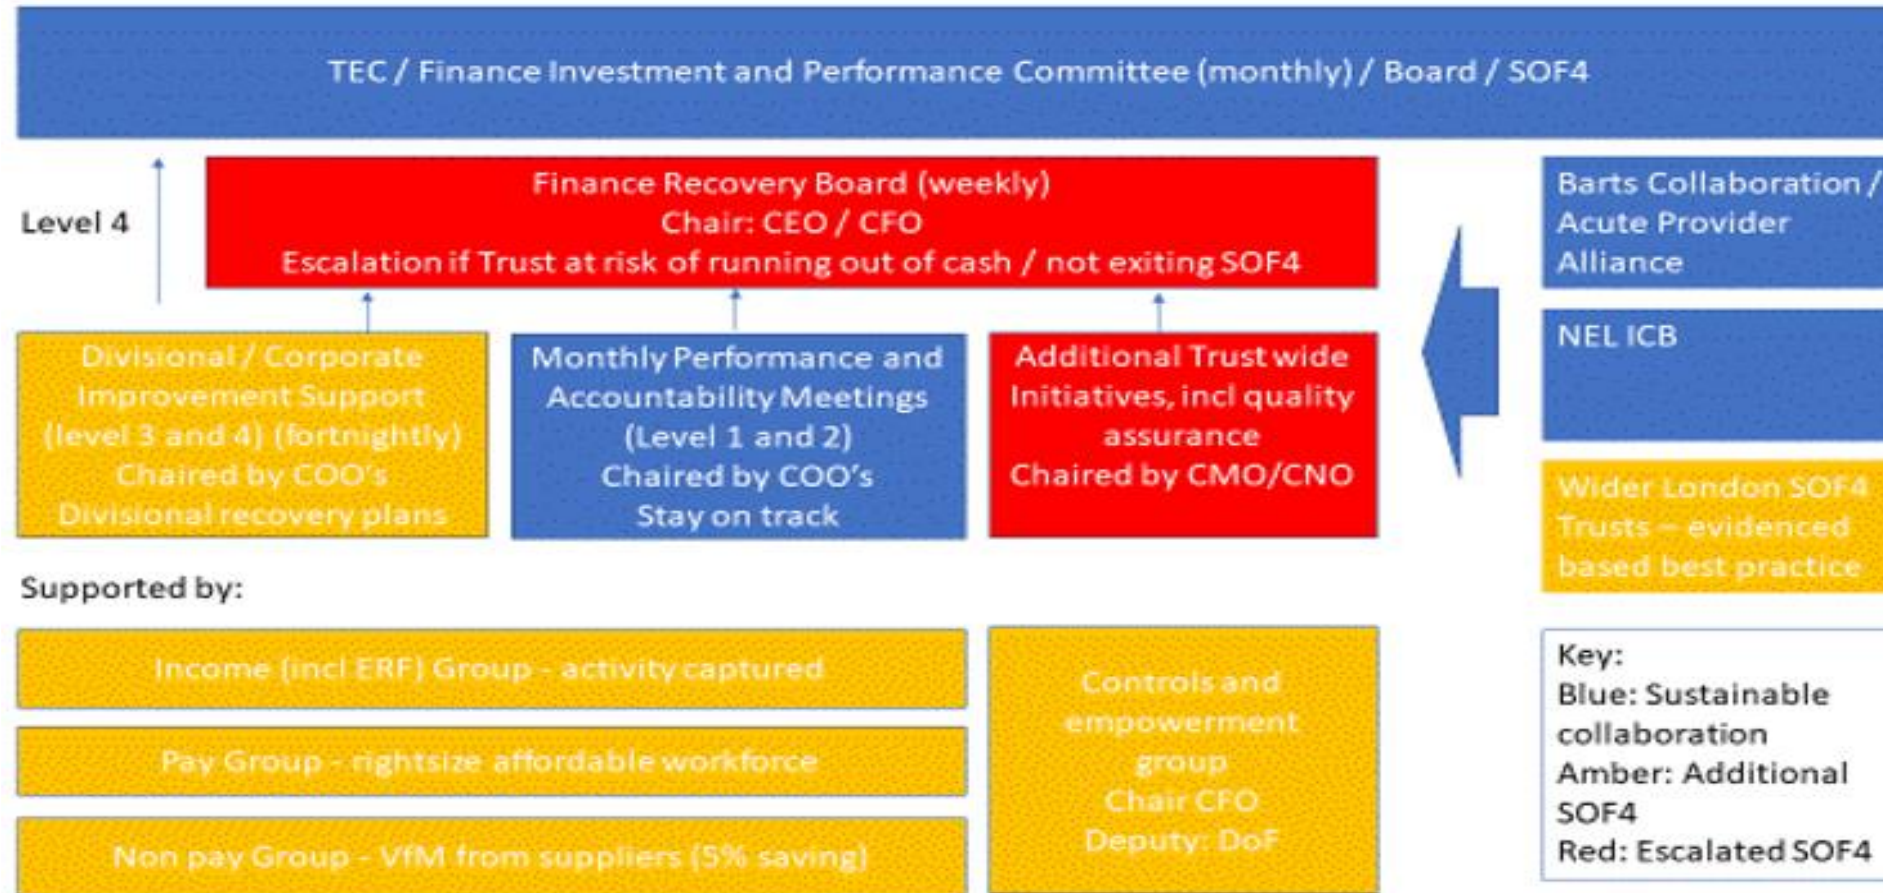 TEC / Finance Investment and Performance Committee (monthly) / Board / SOF4
Level 4
Finance Recovery Board (weekly)
Chair: CEO / CFO
Escalation if Trust at risk of running out of cash / not exiting SOF4
Barts Collaboration /
Acute Provider
Alliance
Divisional / Corporate
Improvement Support
(level 3 and 4) (fortnightly)
Chaired by COO's
Divisional recovery plans
Monthly Performance and
Accountability Meetings
(Level 1 and 2)
Chaired by COO's
Stay on track
Additional Trust wide
Initiatives, incl quality
assurance
Chaired by CMO/CNO
NEL ICB
Wider London SOF4
Trusts – evidenced
based best practice
Supported by:
Income (incl ERF) Group - activity captured
Pay Group - rightsize affordable workforce
Non pay Group - VfM from suppliers (5% saving)
Controls and
empowerment
group
Chair CFO
Deputy: DoF
Key:
Blue: Sustainable
collaboration
Amber: Additional
SOF4
Red: Escalated SOF4